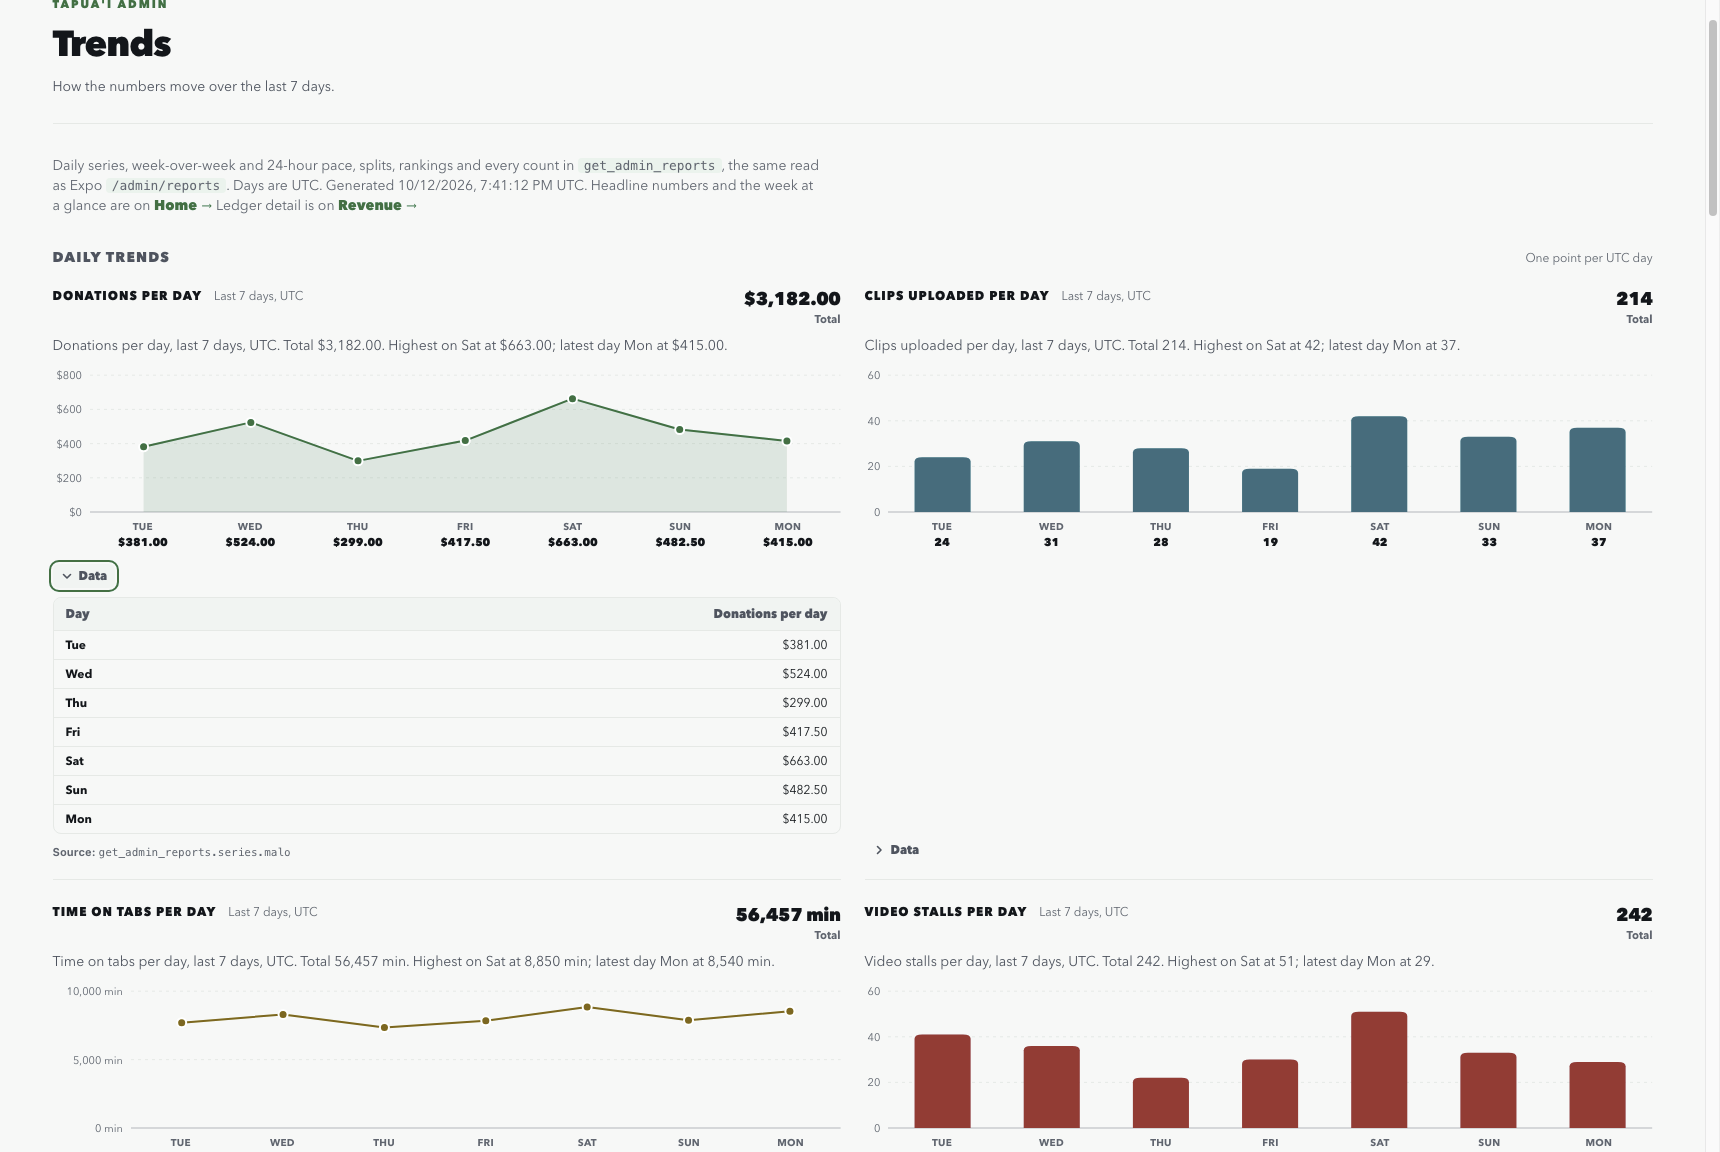 TAPUA'I ADMIN
Trends
How the numbers move over the last 7 days.
Daily series, week-over-week and 24-hour pace, splits, rankings and every count in get_admin_reports, the same read
as Expo /admin/reports. Days are UTC. Generated 10/12/2026, 7:41:12 PM UTC. Headline numbers and the week at
a glance are on Home → Ledger detail is on Revenue →
DAILY TRENDS
One point per UTC day
DONATIONS PER DAY Last 7 days, UTC
$3,182.00
Total
Donations per day, last 7 days, UTC. Total $3,182.00. Highest on Sat at $663.00; latest day Mon at $415.00.
$800
$600
$400
$200
$0
TUE WED THU FRI SAT SUN MON
$381.00 $524.00 $299.00 $417.50 $663.00 $482.50 $415.00
Data
Day Donations per day
Tue $381.00
Wed $524.00
Thu $299.00
Fri $417.50
Sat $663.00
Sun $482.50
Mon $415.00
Source: get_admin_reports.series.malo
CLIPS UPLOADED PER DAY Last 7 days, UTC
214
Total
Clips uploaded per day, last 7 days, UTC. Total 214. Highest on Sat at 42; latest day Mon at 37.
60
40
20
0
TUE WED THU FRI SAT SUN MON
24 31 28 19 42 33 37
Data
TIME ON TABS PER DAY Last 7 days, UTC
56,457 min
Total
Time on tabs per day, last 7 days, UTC. Total 56,457 min. Highest on Sat at 8,850 min; latest day Mon at 8,540 min.
10,000 min
5,000 min
0 min
TUE WED THU FRI SAT SUN MON
VIDEO STALLS PER DAY Last 7 days, UTC
242
Total
Video stalls per day, last 7 days, UTC. Total 242. Highest on Sat at 51; latest day Mon at 29.
60
40
20
0
TUE WED THU FRI SAT SUN MON